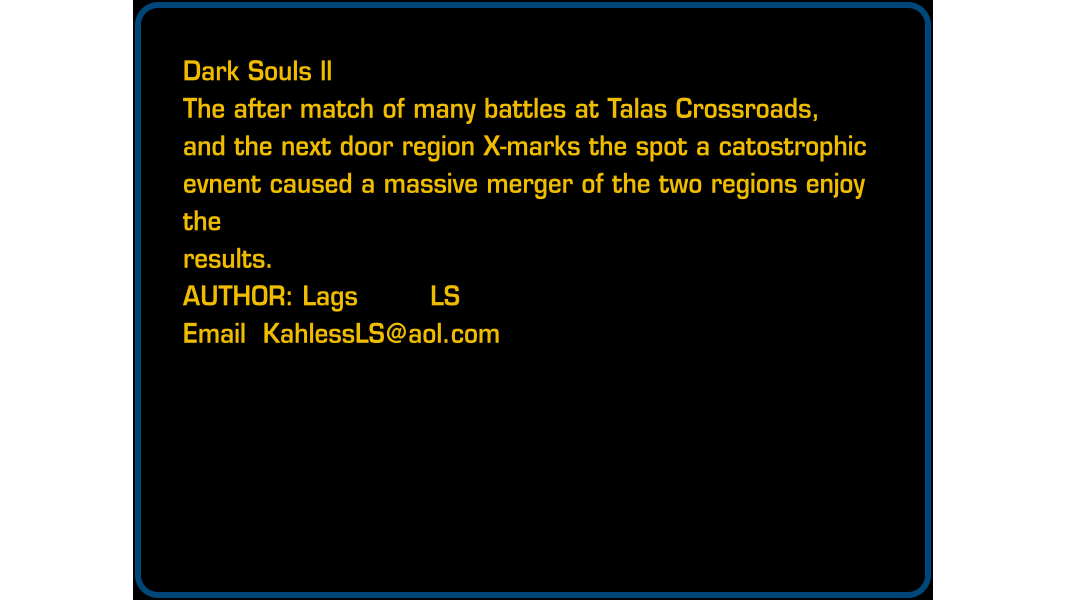 Dark Souls II
The after match of many battles at Talas Crossroads,
and the next door region X-marks the spot a catostrophic
evnent caused a massive merger of the two regions enjoy
the
results.
AUTHOR: Lags LS
Email KahlessLS@aol.com